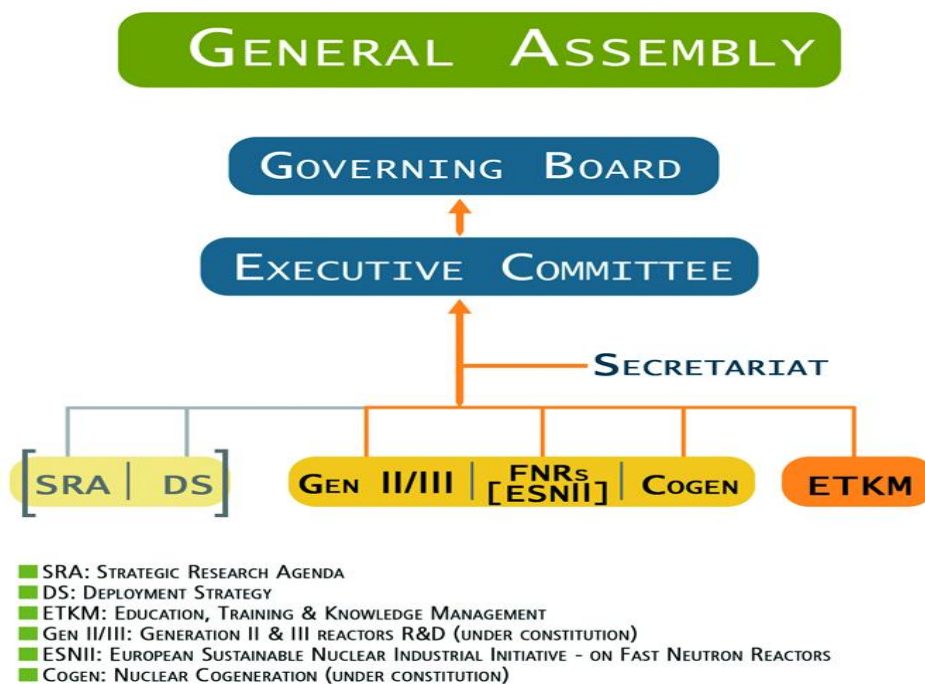 GENERAL ASSEMBLY
GOVERNING BOARD
EXECUTIVE COMMITTEE
SECRETARIAT
[SRA | DS]
GEN II/III | FNRS [ESNII] | COGEN
ETKM
SRA: STRATEGIC RESEARCH AGENDA
DS: DEPLOYMENT STRATEGY
ETKM: EDUCATION, TRAINING & KNOWLEDGE MANAGEMENT
GEN II/III: GENERATION II & III REACTORS R&D (UNDER CONSTITUTION)
ESNII: EUROPEAN SUSTAINABLE NUCLEAR INDUSTRIAL INITIATIVE - ON FAST NEUTRON REACTORS
COGEN: NUCLEAR COGENERATION (UNDER CONSTITUTION)